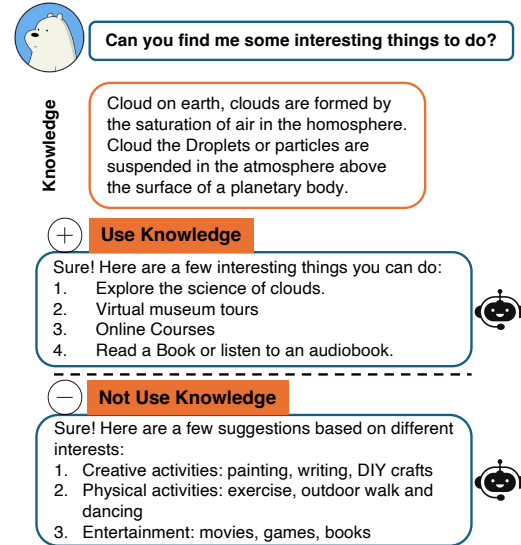 Can you find me some interesting things to do?
Knowledge
Cloud on earth, clouds are formed by
the saturation of air in the homosphere.
Cloud the Droplets or particles are
suspended in the atmosphere above
the surface of a planetary body.
+ Use Knowledge
Sure! Here are a few interesting things you can do:
1. Explore the science of clouds.
2. Virtual museum tours
3. Online Courses
4. Read a Book or listen to an audiobook.
− Not Use Knowledge
Sure! Here are a few suggestions based on different
interests:
1. Creative activities: painting, writing, DIY crafts
2. Physical activities: exercise, outdoor walk and
dancing
3. Entertainment: movies, games, books